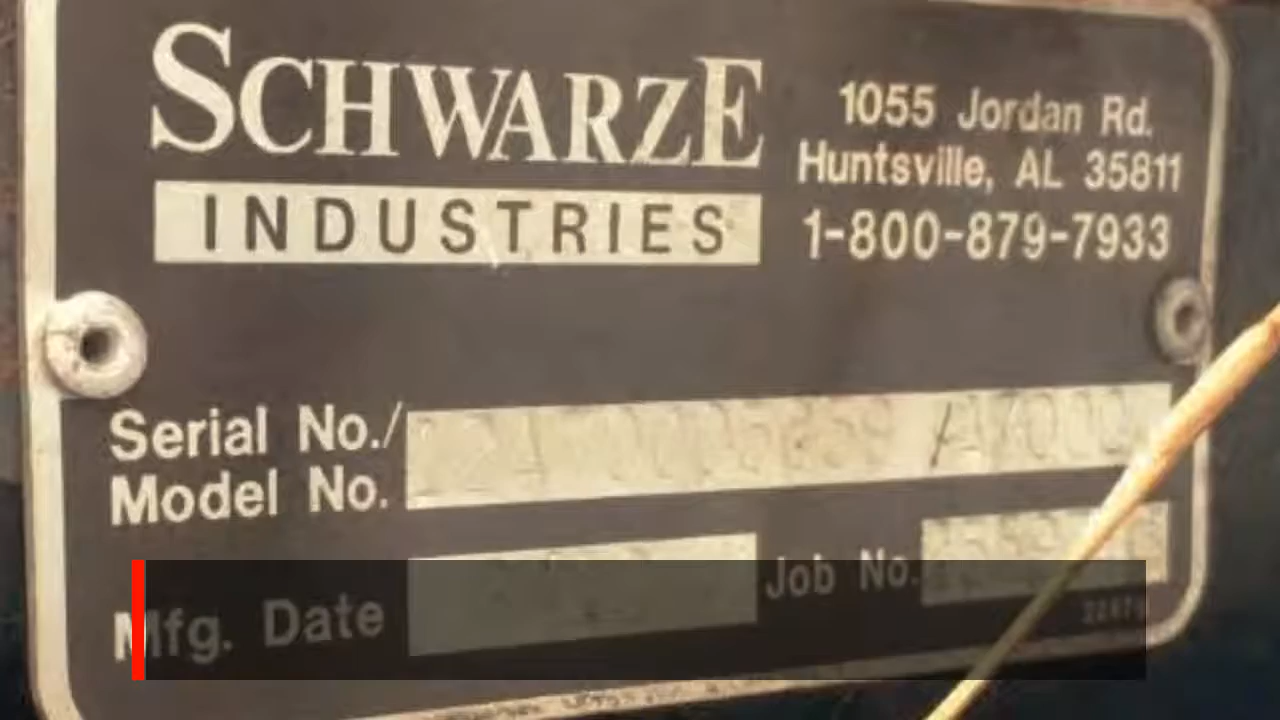 SCHWARZE
INDUSTRIES
1055 Jordan Rd.
Huntsville, AL 35811
1-800-879-7933
Serial No./
Model No.
Mfg. Date
Job No.